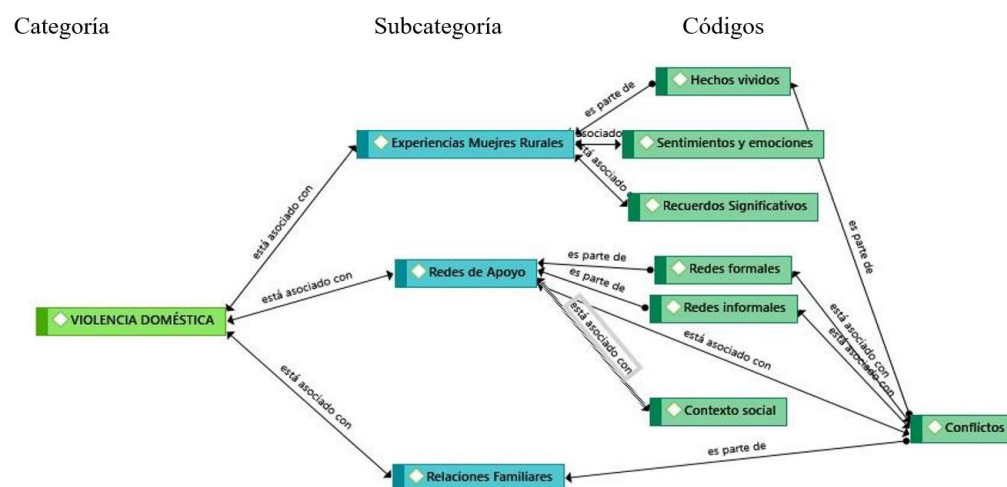 Categoría Subcategoría Códigos
Hechos vividos
es parte de
Experiencias Muejres Rurales
asociado
Sentimientos y emociones
está asociado
Recuerdos Significativos
está asociado con
es parte de
Redes de Apoyo
es parte de
Redes formales
es parte de
Redes informales
está asociado con
VIOLENCIA DOMÉSTICA
está asociado con
está asociado con
está asociado con
está asociado con
Contexto social
Conflictos
está asociado con
es parte de
Relaciones Familiares